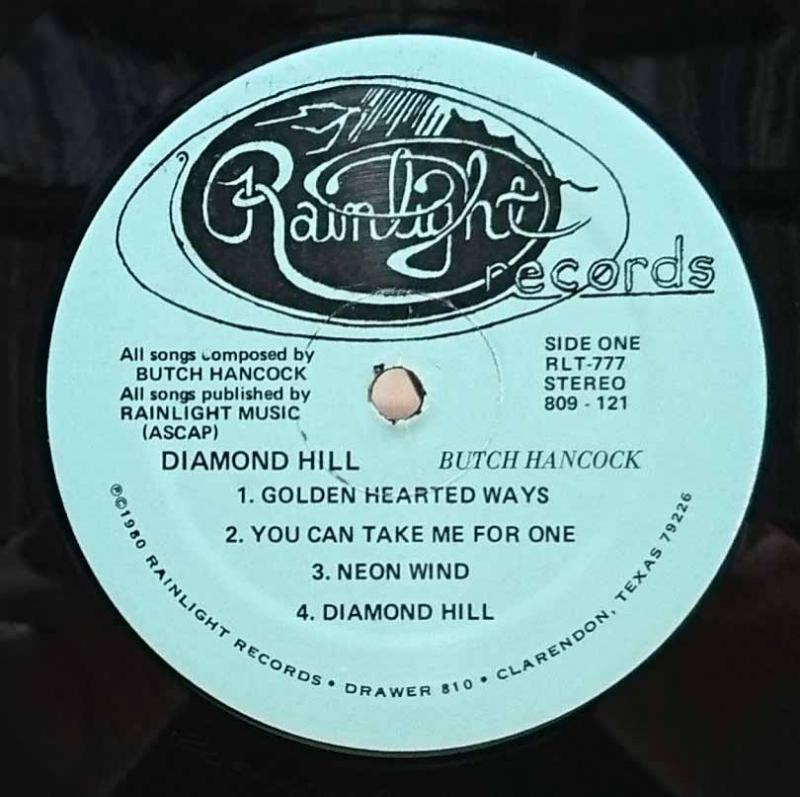 Rainlight
records
All songs composed by
BUTCH HANCOCK
All songs published by
RAINLIGHT MUSIC
(ASCAP)
SIDE ONE
RLT-777
STEREO
809 - 121
DIAMOND HILL
BUTCH HANCOCK
1. GOLDEN HEARTED WAYS
2. YOU CAN TAKE ME FOR ONE
3. NEON WIND
4. DIAMOND HILL
℗©1980 RAINLIGHT RECORDS • DRAWER 810 • CLARENDON, TEXAS 79226